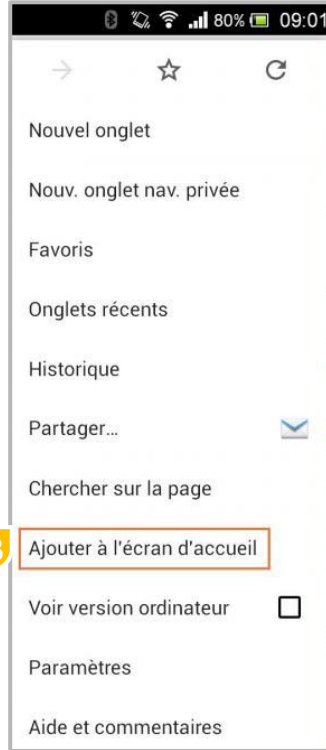 80% 09:01
Nouvel onglet
Nouv. onglet nav. privée
Favoris
Onglets récents
Historique
Partager...
Chercher sur la page
Ajouter à l'écran d'accueil
Voir version ordinateur
Paramètres
Aide et commentaires